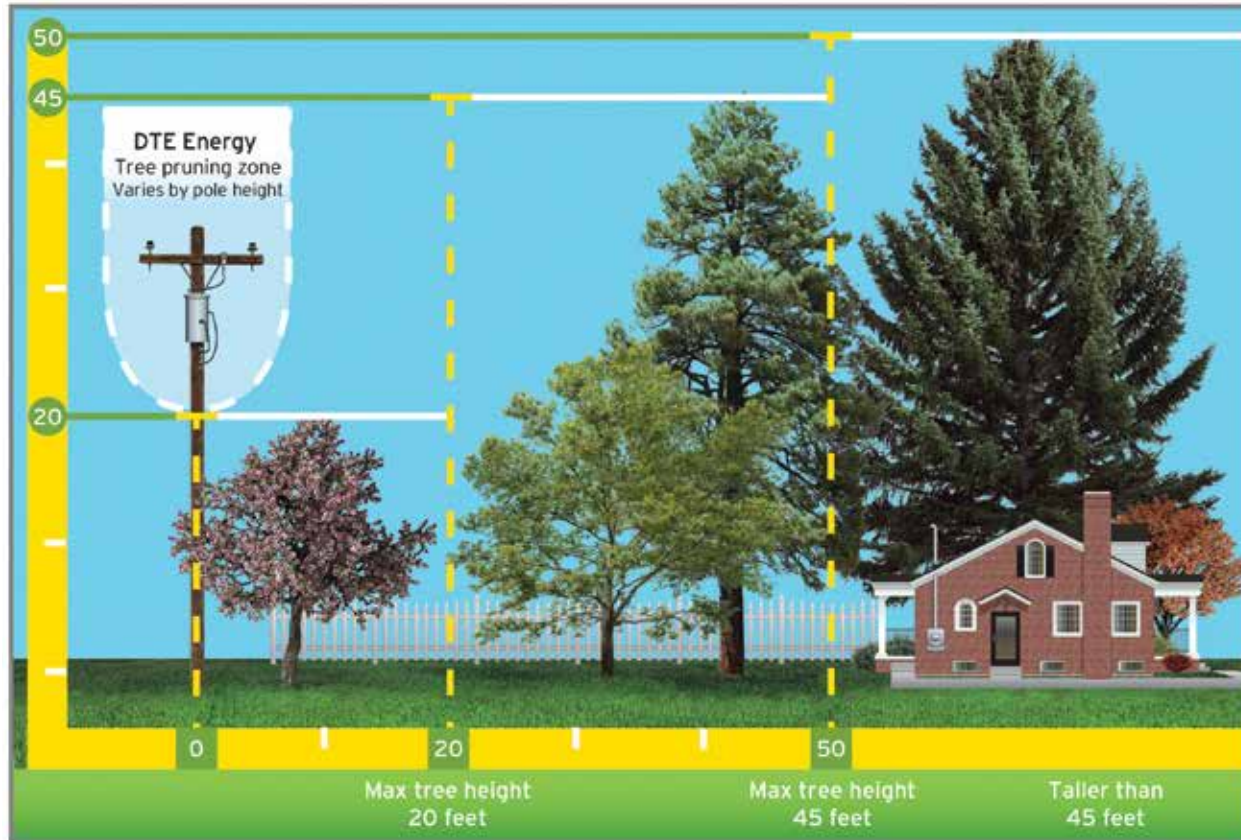 50
45
DTE Energy
Tree pruning zone
Varies by pole height
20
0
20
50
Max tree height
20 feet
Max tree height
45 feet
Taller than
45 feet